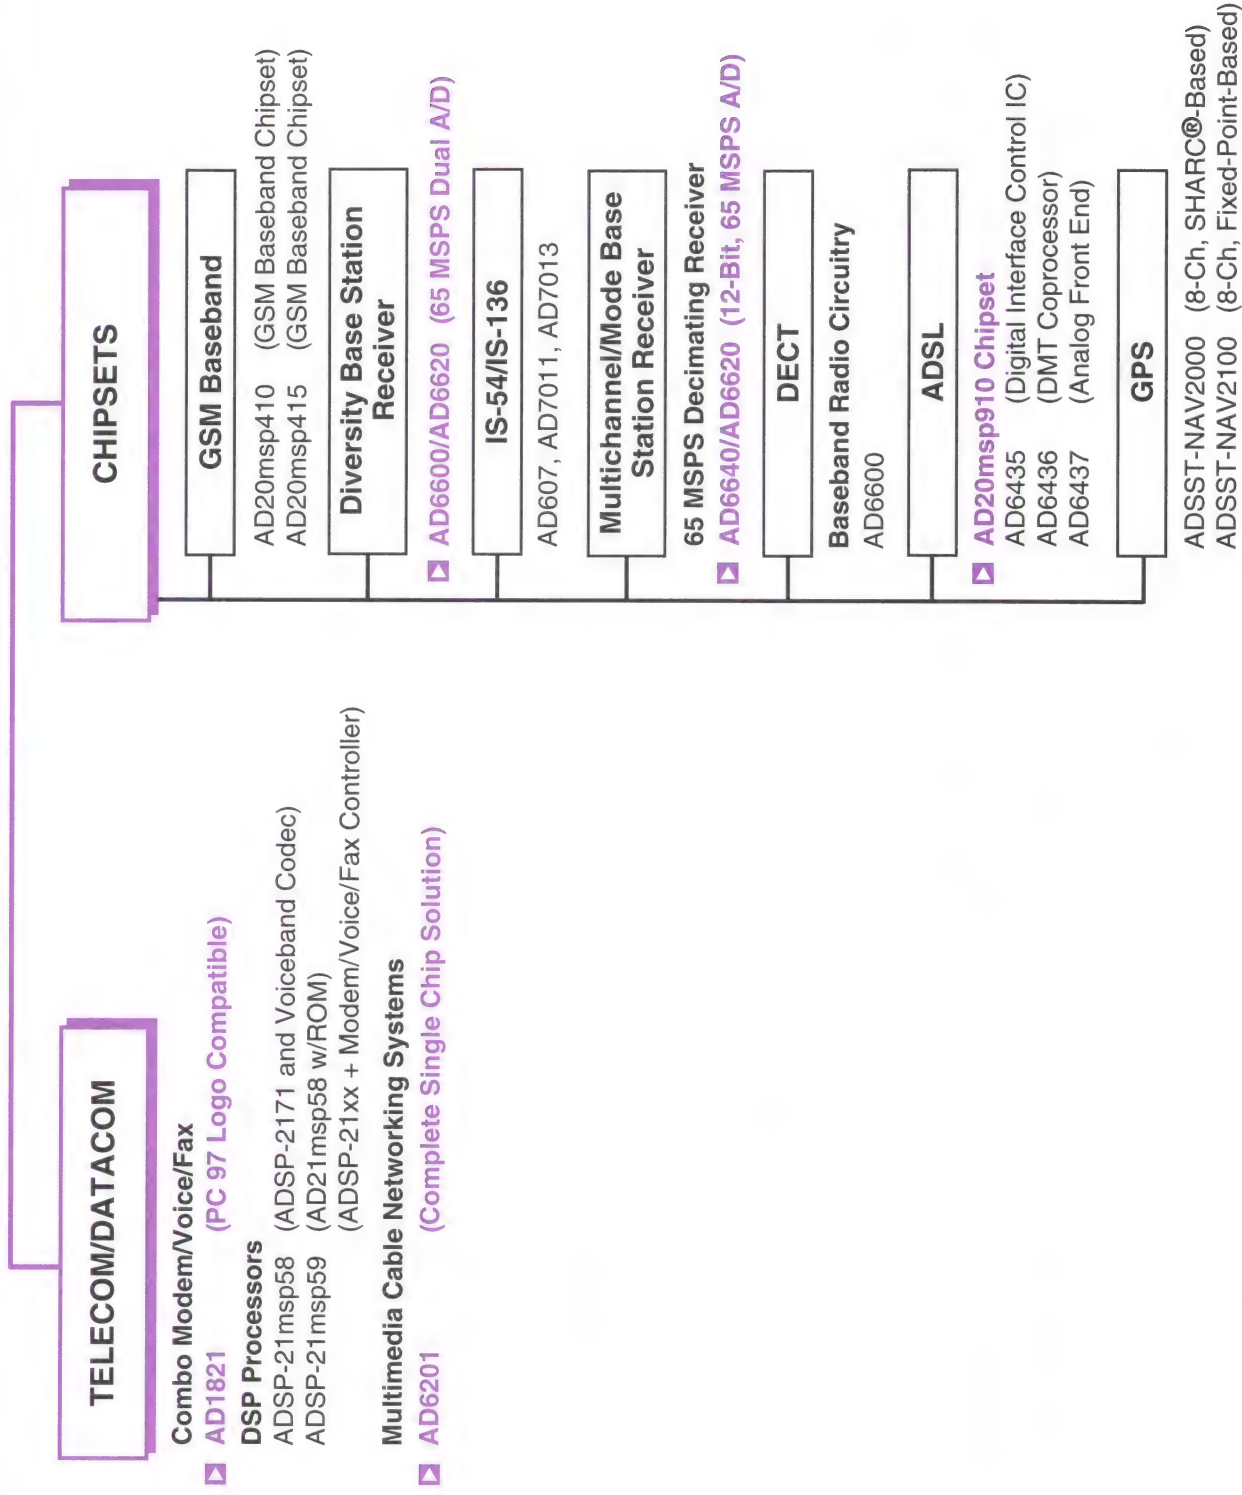 TELECOM/DATACOM
Combo Modem/Voice/Fax
AD1821 (PC 97 Logo Compatible)
DSP Processors
ADSP-21msp58 (ADSP-2171 and Voiceband Codec)
ADSP-21msp59 (AD21msp58 w/ROM)
(ADSP-21xx + Modem/Voice/Fax Controller)
Multimedia Cable Networking Systems
AD6201 (Complete Single Chip Solution)
CHIPSETS
GSM Baseband
AD20msp410 (GSM Baseband Chipset)
AD20msp415 (GSM Baseband Chipset)
Diversity Base Station
Receiver
AD6600/AD6620 (65 MSPS Dual A/D)
IS-54/IS-136
AD607, AD7011, AD7013
Multichannel/Mode Base
Station Receiver
65 MSPS Decimating Receiver
AD6640/AD6620 (12-Bit, 65 MSPS A/D)
DECT
Baseband Radio Circuitry
AD6600
ADSL
AD20msp910 Chipset
AD6435 (Digital Interface Control IC)
AD6436 (DMT Coprocessor)
AD6437 (Analog Front End)
GPS
ADSST-NAV2000 (8-Ch, SHARC®-Based)
ADSST-NAV2100 (8-Ch, Fixed-Point-Based)